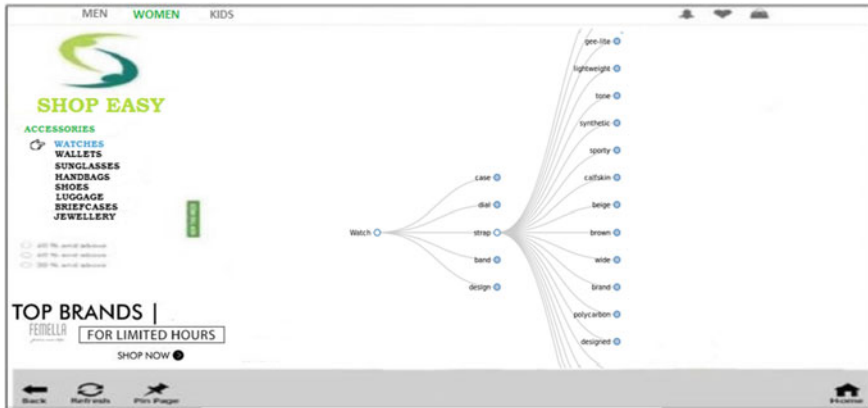 MEN WOMEN KIDS
SHOP EASY
ACCESSORIES
WATCHES
WALLETS
SUNGLASSES
HANDBAGS
SHOES
LUGGAGE
BRIEFCASES
JEWELLERY
TOP BRANDS |
FEMELLA
FOR LIMITED HOURS
SHOP NOW
Watch
case
dial
strap
band
design
gee-lite
lightweight
tone
synthetic
sporty
calfskin
beige
brown
wide
brand
polycarbon
designed
Back Refresh Pin Page Home